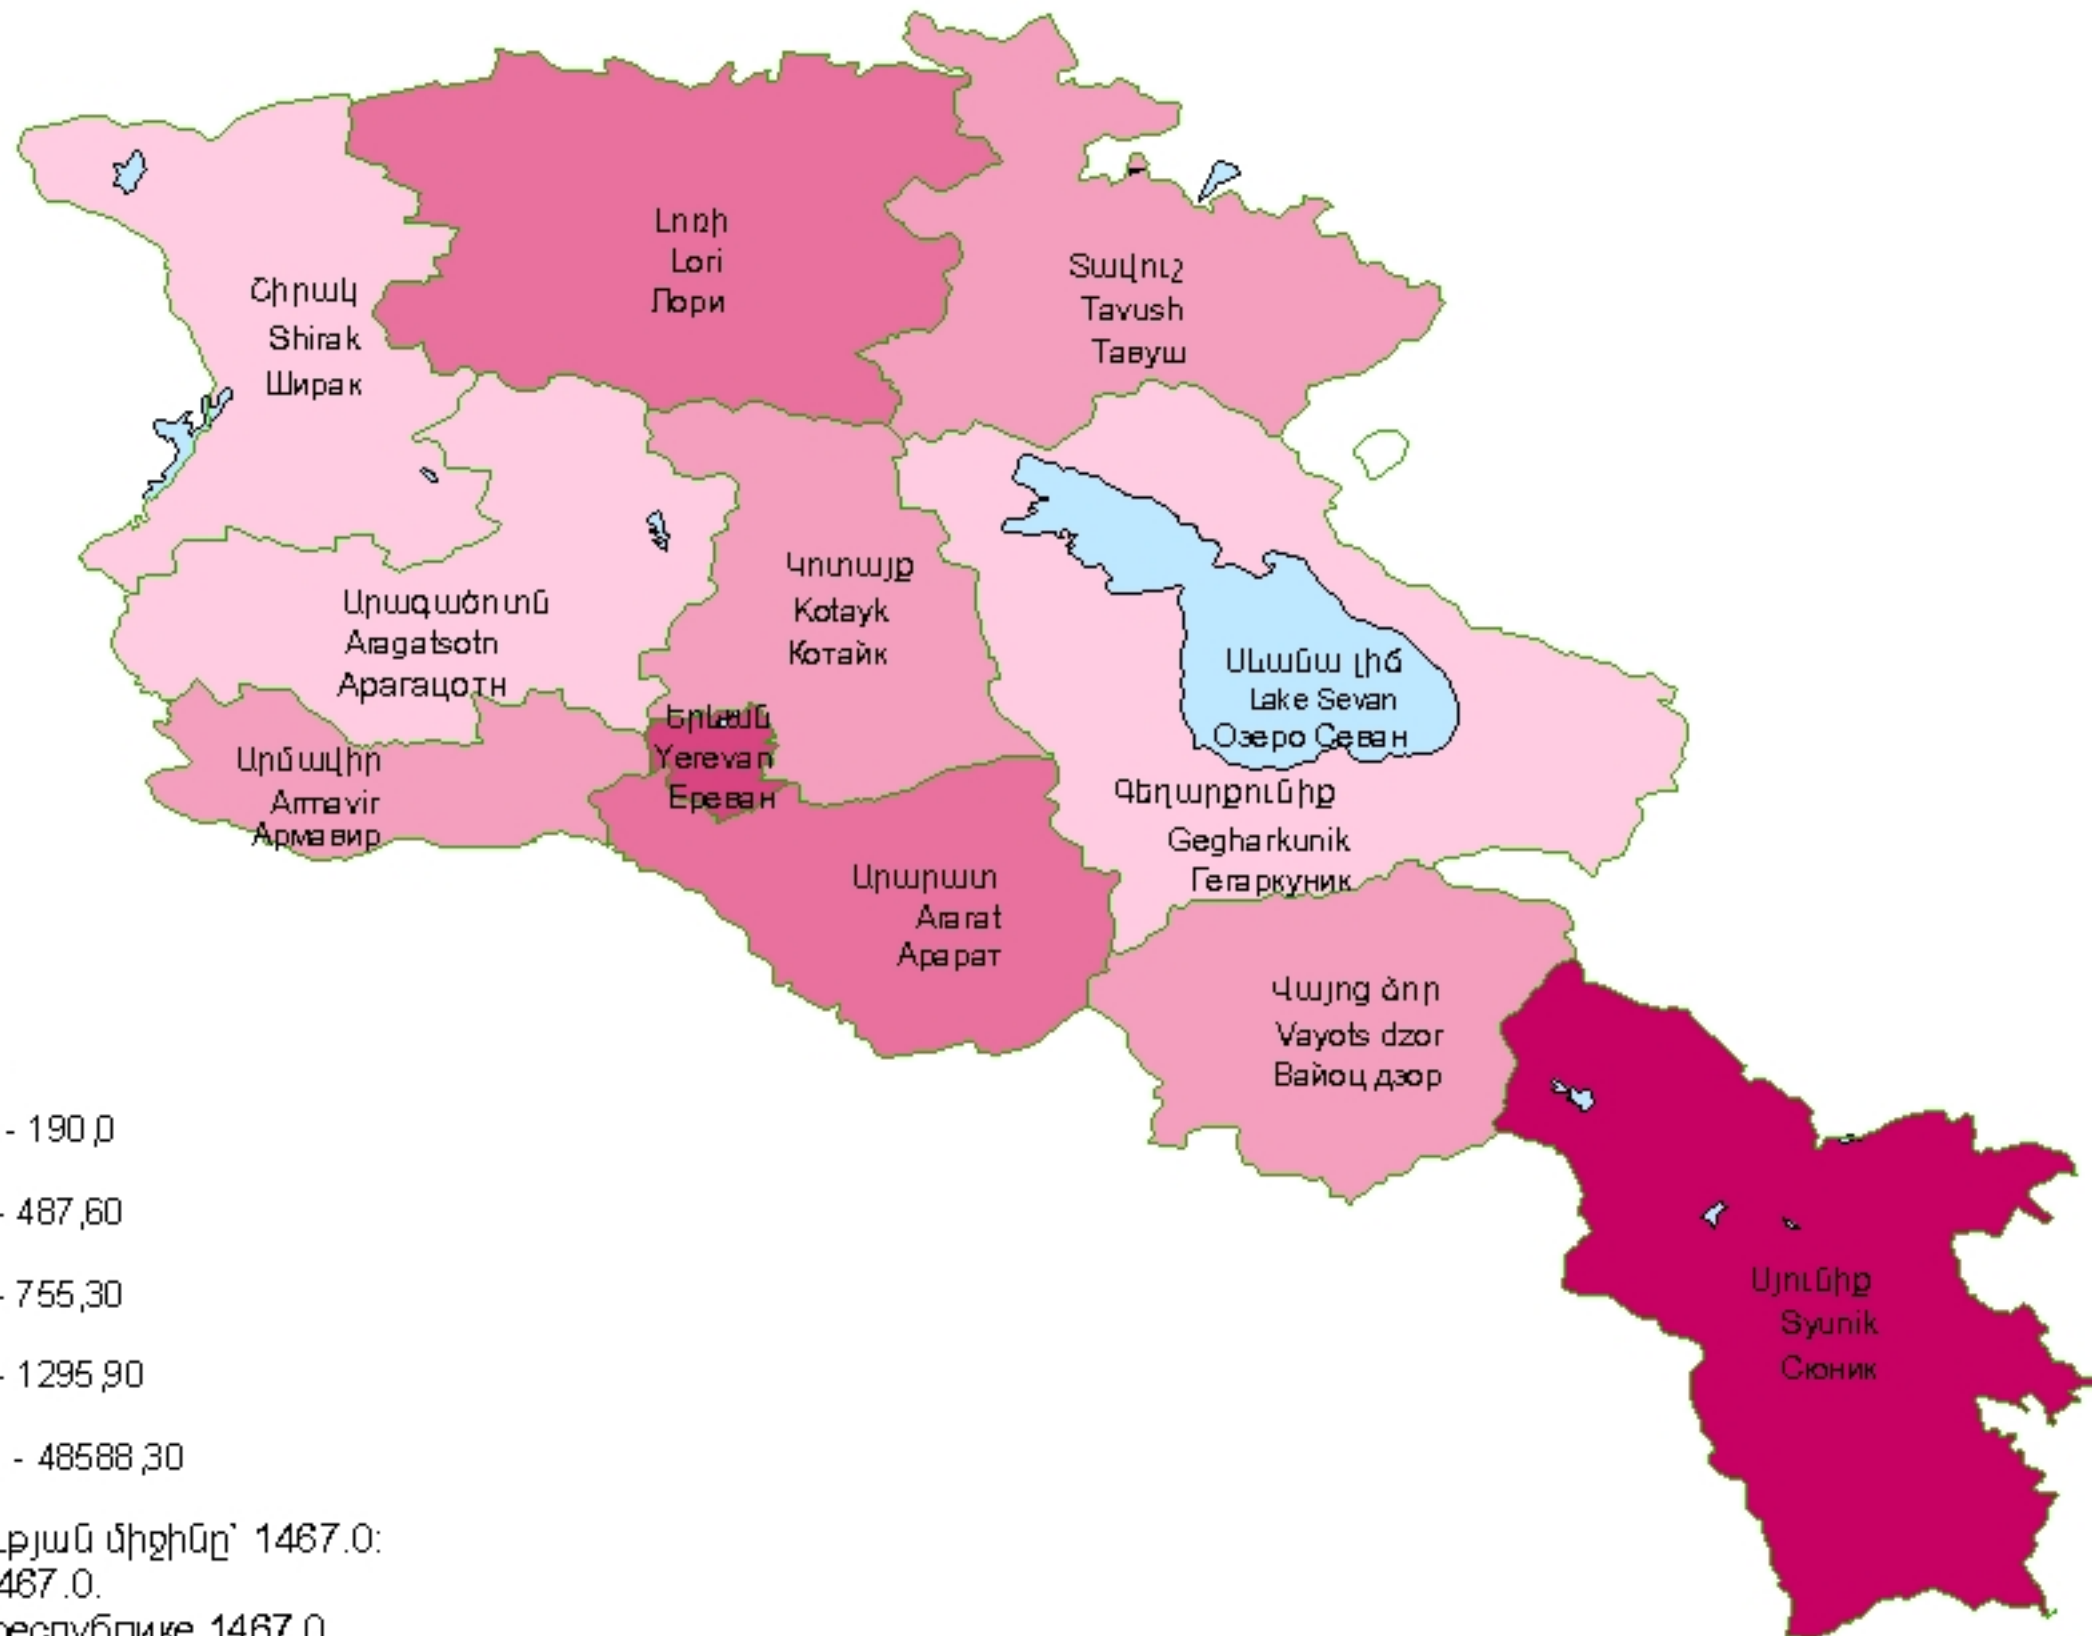 Լոռի
Lori
Лори
Տավուշ
Tavush
Тавуш
Շիրակ
Shirak
Ширак
Կոտայք
Kotayk
Котайк
Արագածոտն
Aragatsotn
Арагацотн
Սևանա լիճ
Lake Sevan
Озеро Севан
Երևան
Yerevan
Ереван
Արմավիր
Armavir
Армавир
Գեղարքունիք
Gegharkunik
Гегаркуник
Արարատ
Ararat
Арарат
Վայոց ձոր
Vayots dzor
Вайоц дзор
Սյունիք
Syunik
Сюник
- 190,0
- 487,60
- 755,30
- 1295,90
- 48588,30
միջինը՝ 1467.0:
467.0.
республике 1467.0